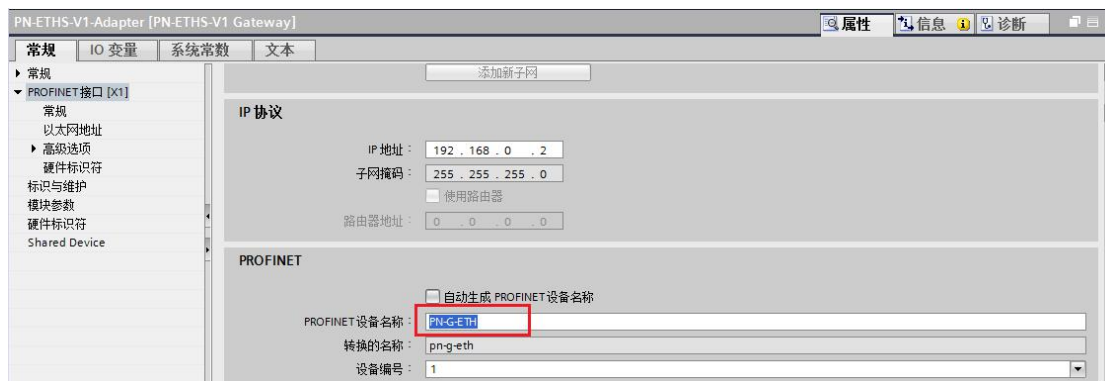 PN-ETHS-V1-Adapter [PN-ETHS-V1 Gateway]
属性 信息 诊断
常规 IO 变量 系统常数 文本
常规
PROFINET接口 [X1]
常规
以太网地址
高级选项
硬件标识符
标识与维护
模块参数
硬件标识符
Shared Device
添加新子网
IP 协议
IP 地址： 192 . 168 . 0 . 2
子网掩码： 255 . 255 . 255 . 0
使用路由器
路由器地址： 0 . 0 . 0 . 0
PROFINET
自动生成 PROFINET设备名称
PROFINET设备名称： PN-G-ETH
转换的名称： pn-g-eth
设备编号： 1